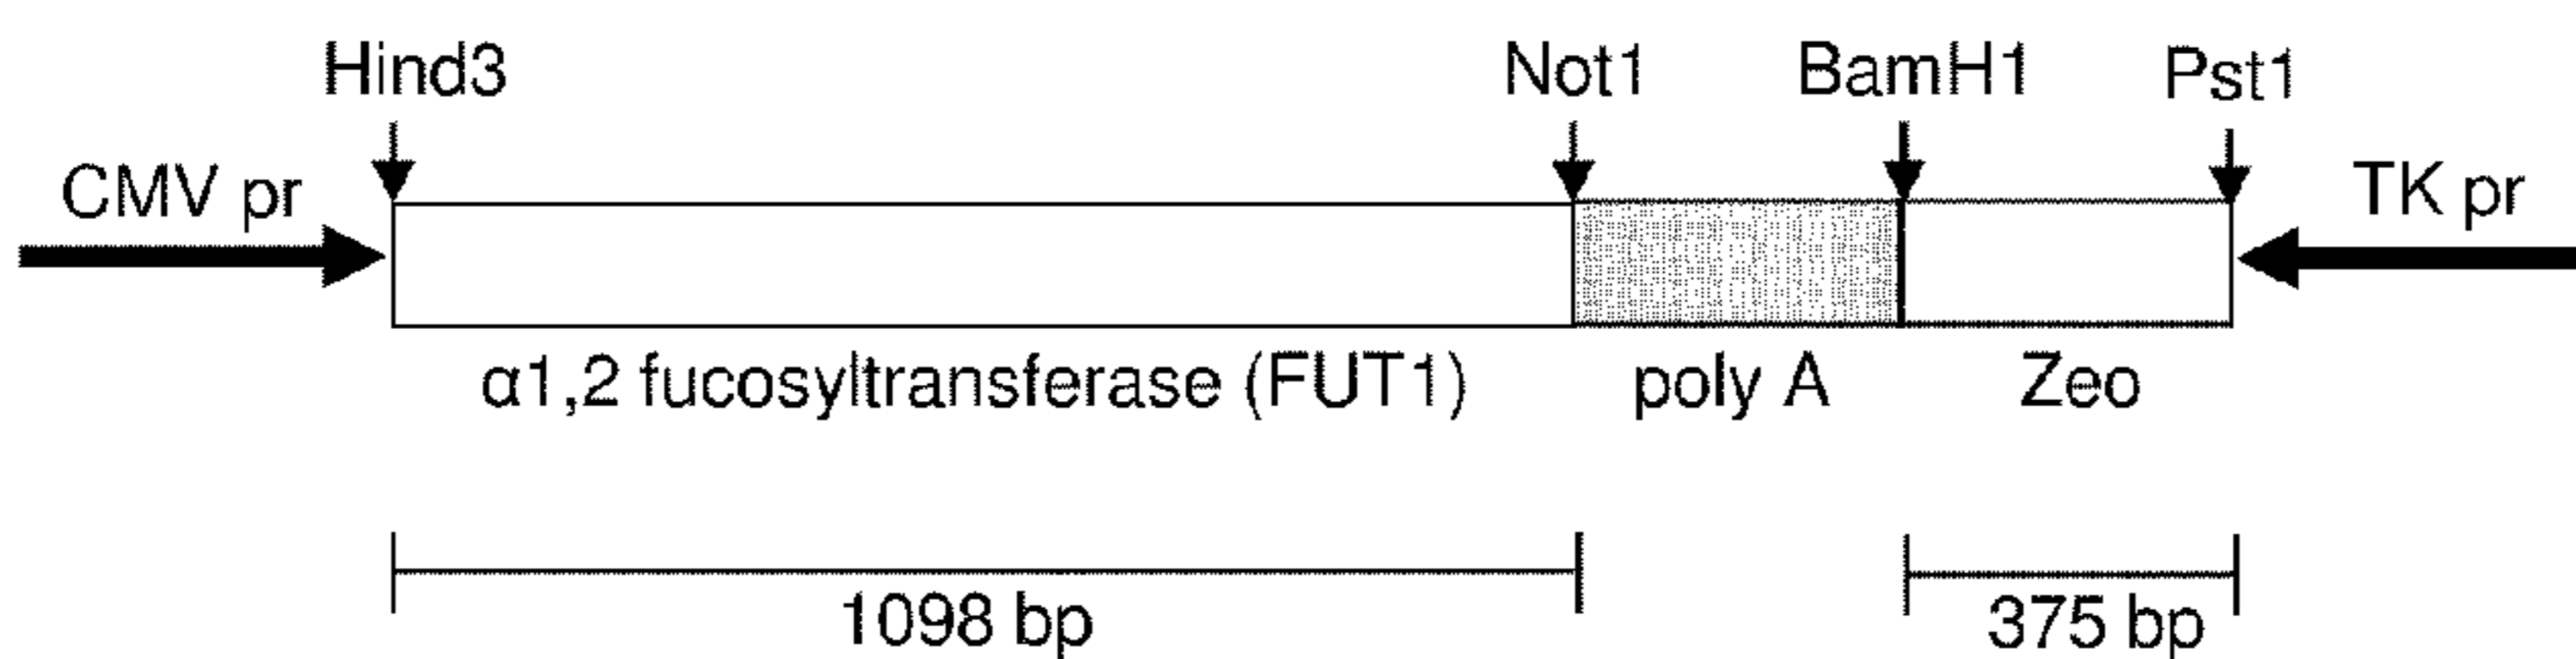 Hind3
Not1
BamH1
Pst1
CMV pr
TK pr
α1,2 fucosyltransferase (FUT1)
poly A
Zeo
1098 bp
375 bp